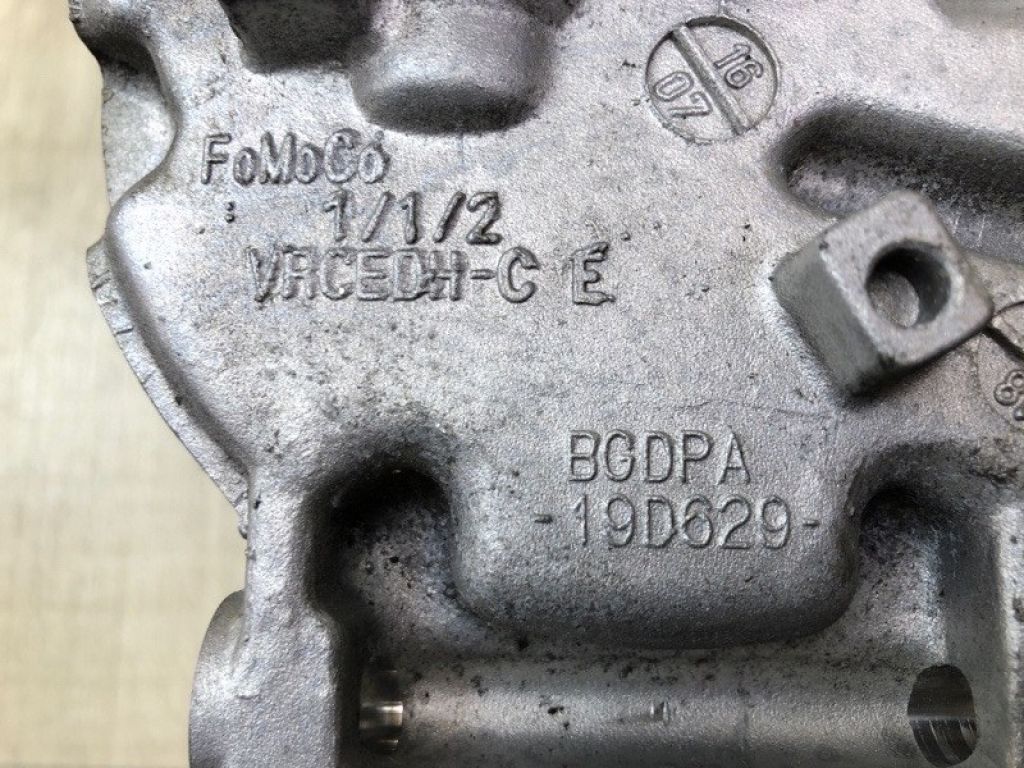 16
07
FoMoCo
1/1/2
VRCEDH-C E
BGDPA
-19D629-